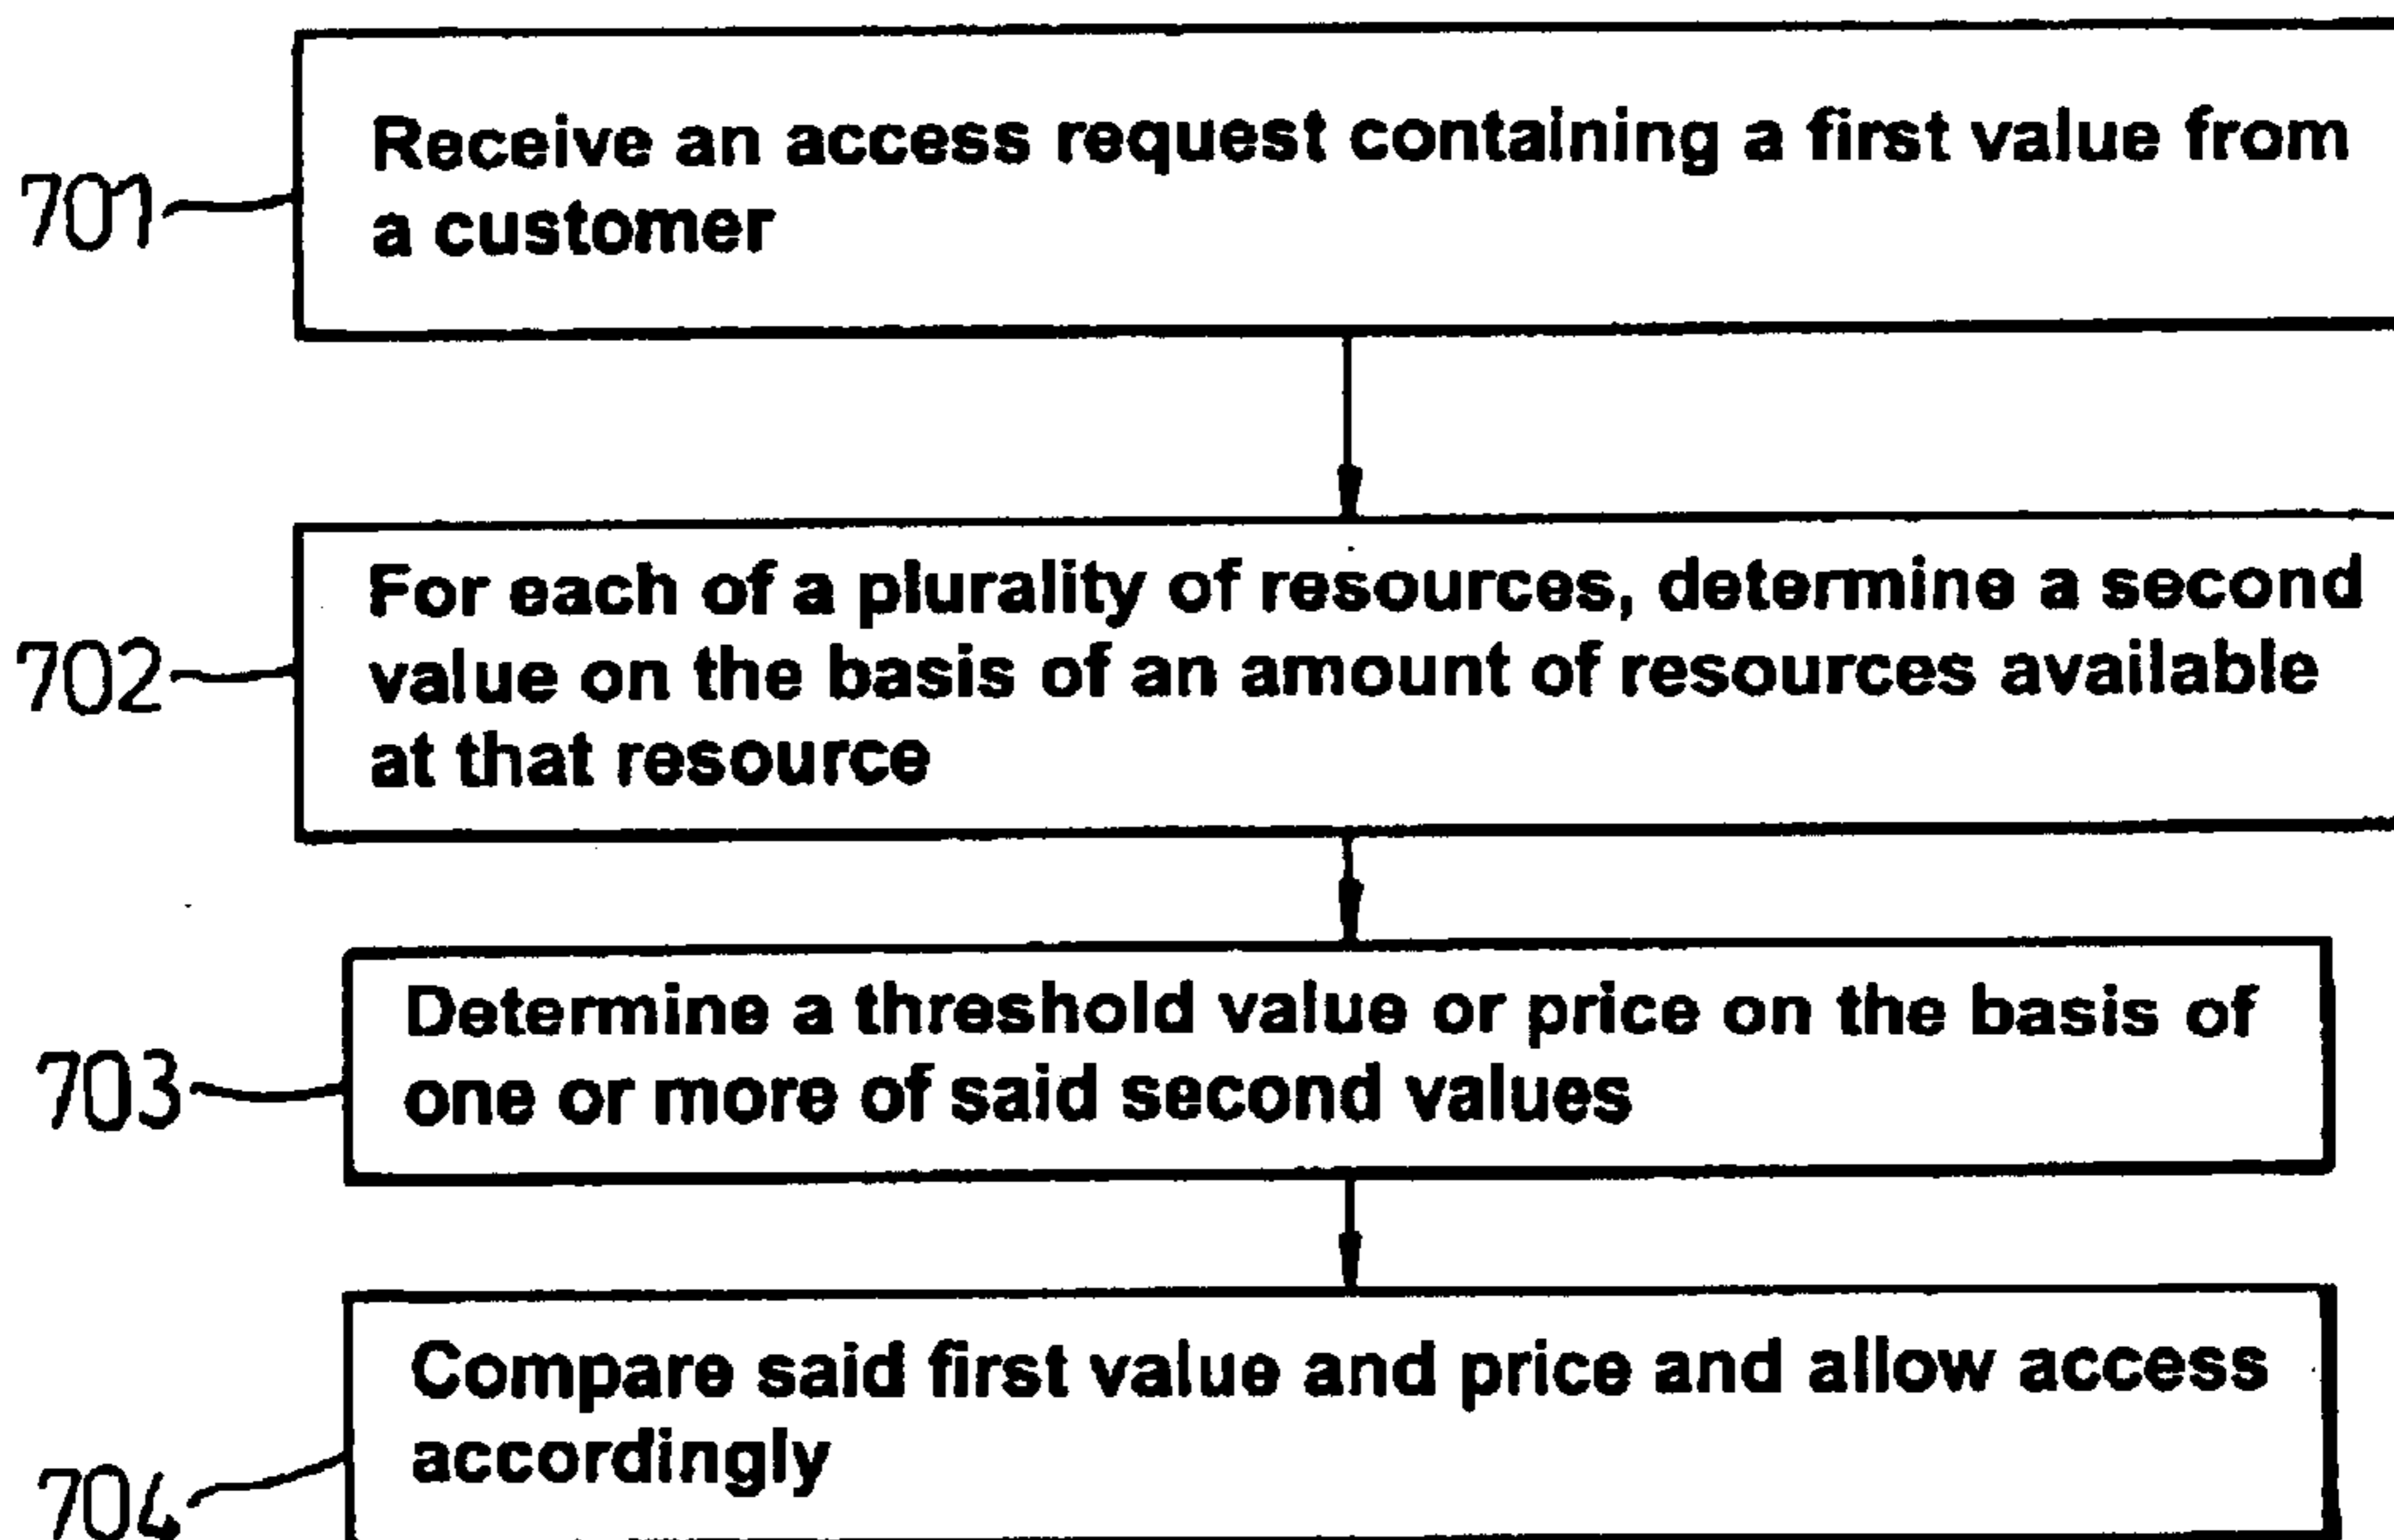 701
Receive an access request containing a first value from
a customer
702
For each of a plurality of resources, determine a second
value on the basis of an amount of resources available
at that resource
703
Determine a threshold value or price on the basis of
one or more of said second values
704
Compare said first value and price and allow access
accordingly